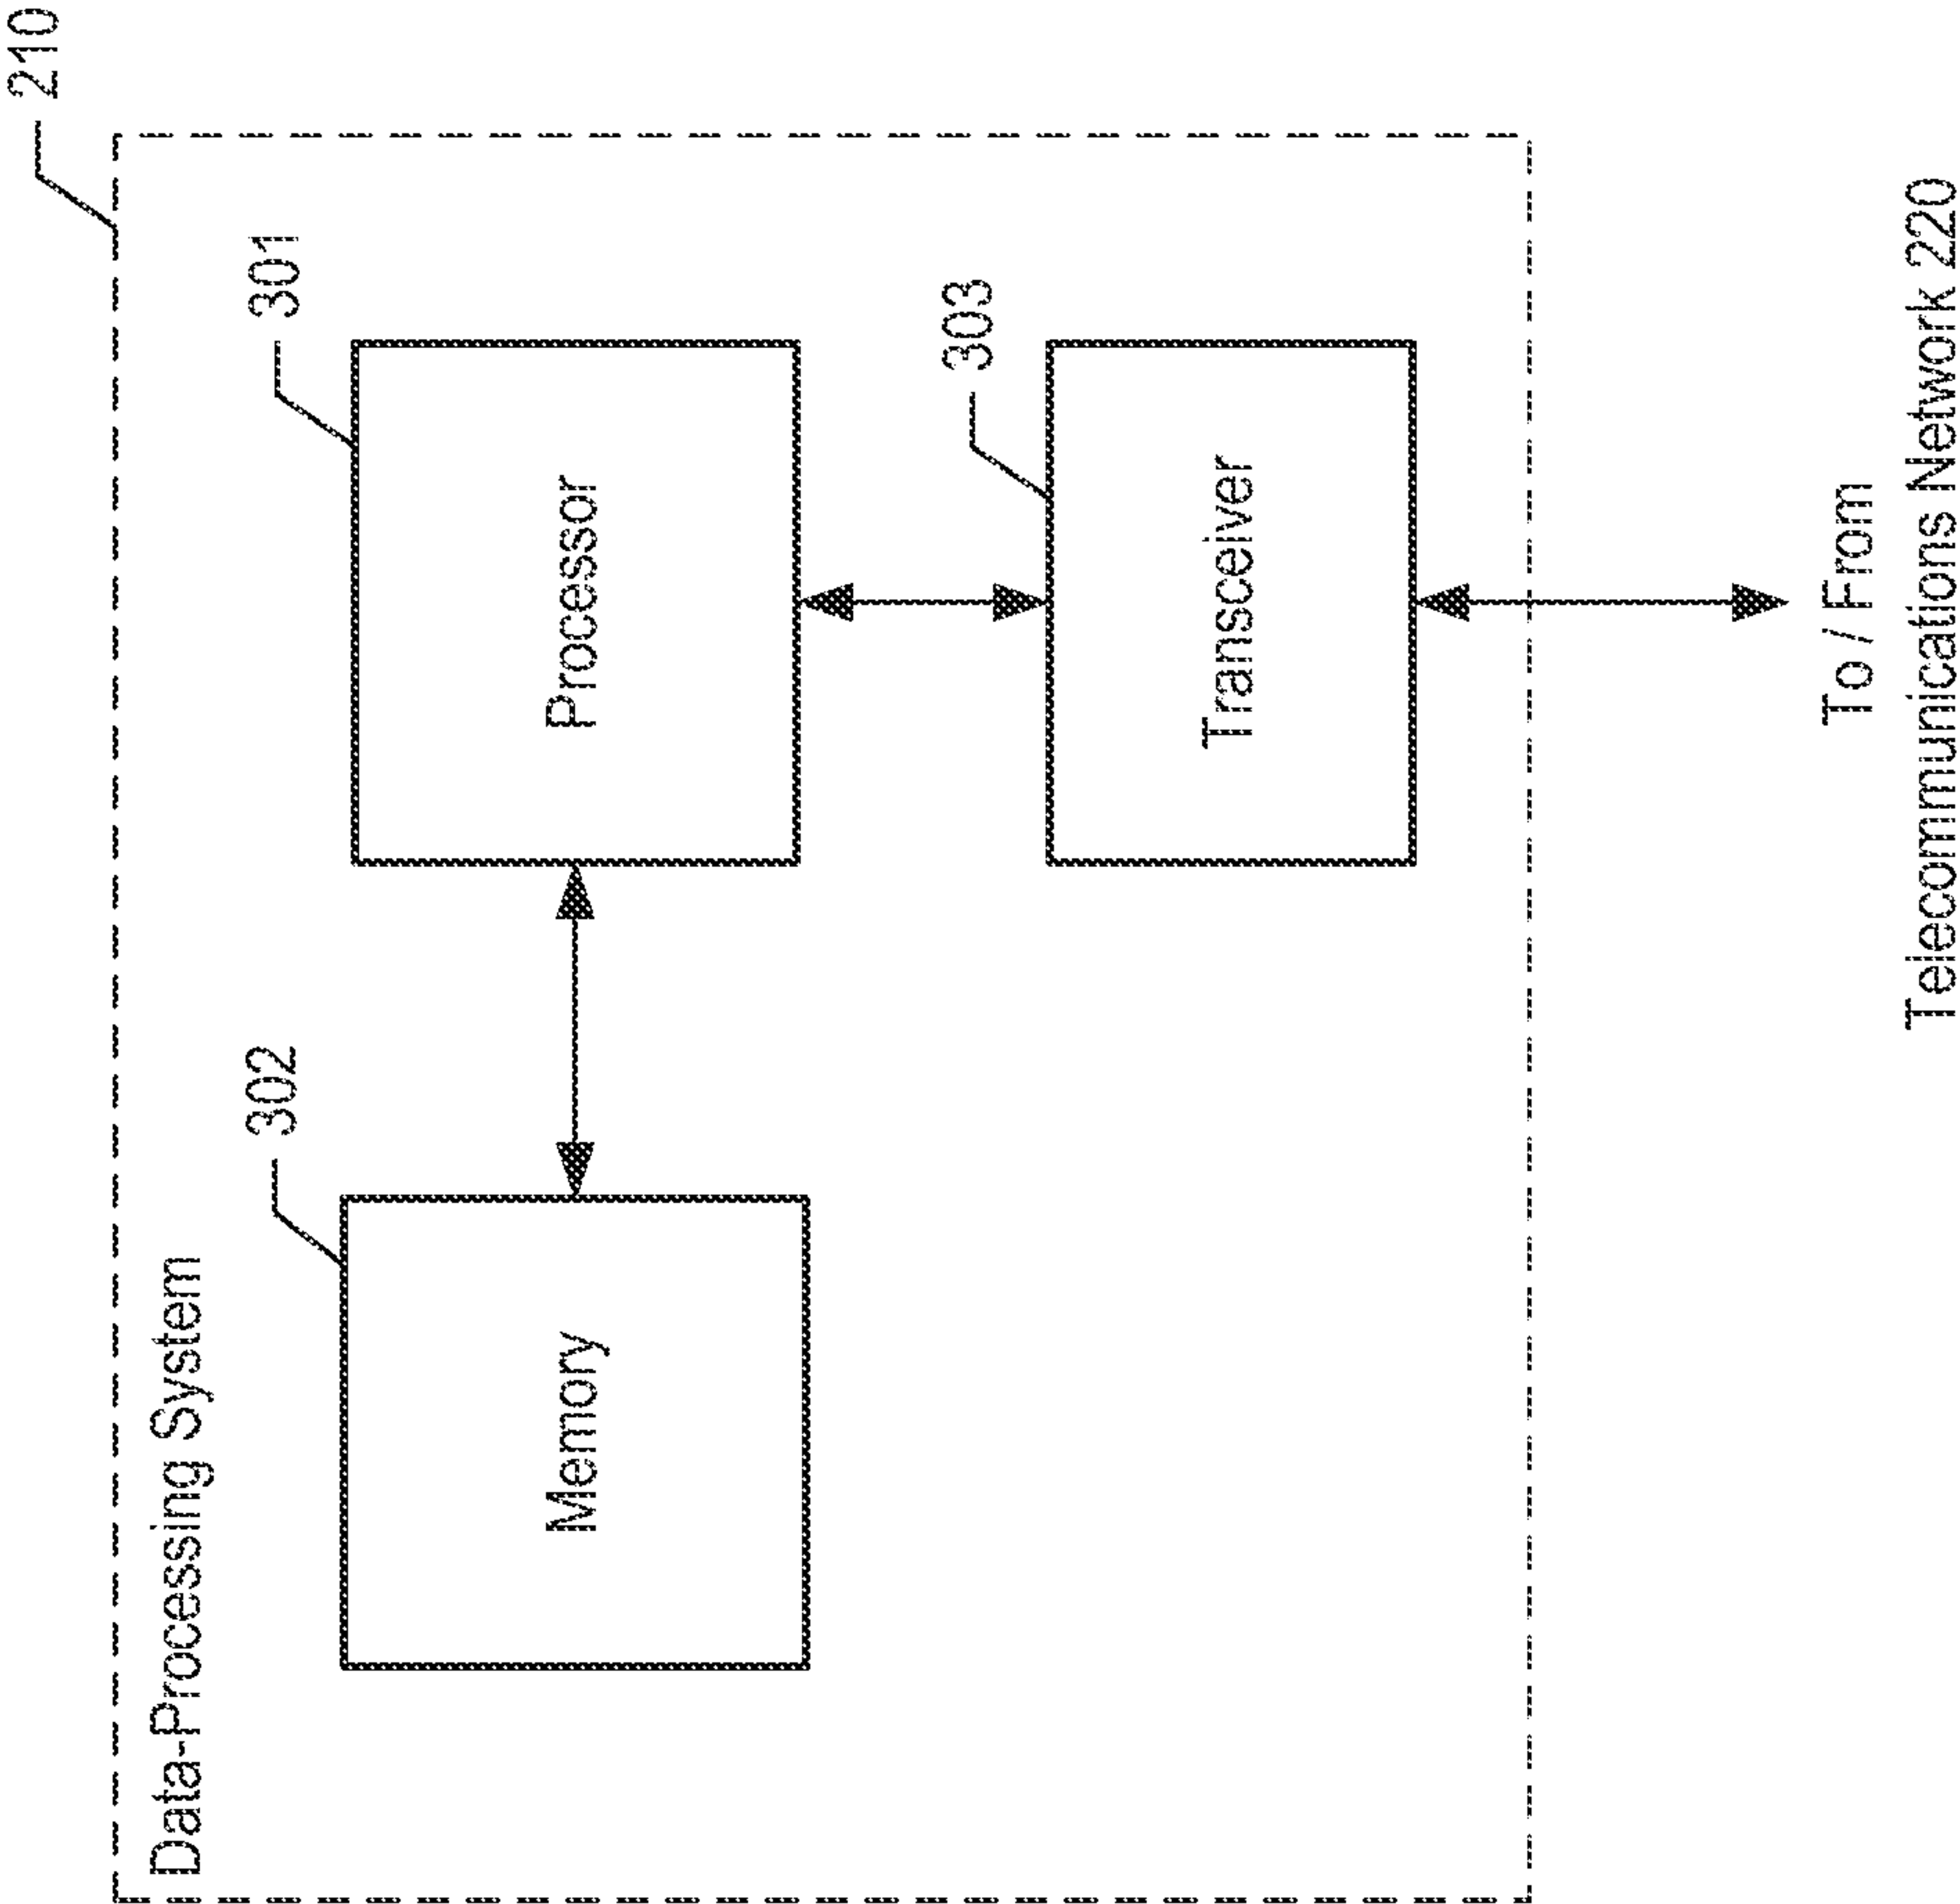 210
Data-Processing System
302
301
Memory
Processor
303
Transceiver
To / From
Telecommunications Network 220